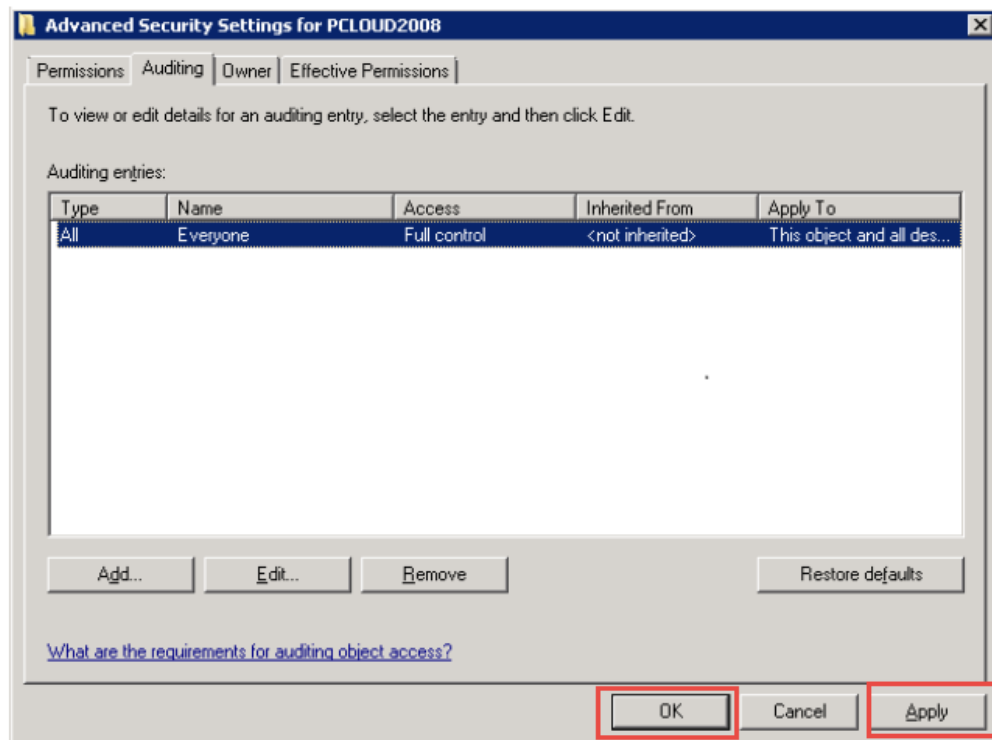 Advanced Security Settings for PCLOUD2008
Permissions Auditing Owner Effective Permissions
To view or edit details for an auditing entry, select the entry and then click Edit.
Auditing entries:
Type Name Access Inherited From Apply To
All Everyone Full control <not inherited> This object and all des...
Add... Edit... Remove Restore defaults
What are the requirements for auditing object access?
OK Cancel Apply